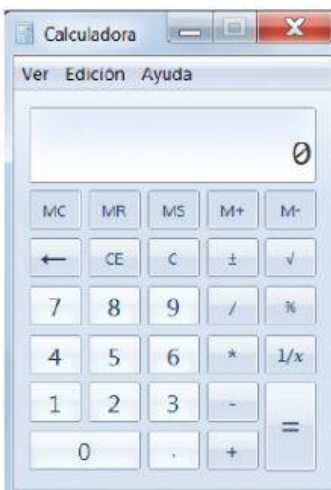 Calculadora
Ver Edición Ayuda
0
MC MR MS M+ M-
← CE C ± √
7 8 9 / %
4 5 6 * 1/x
1 2 3 - =
0 . +